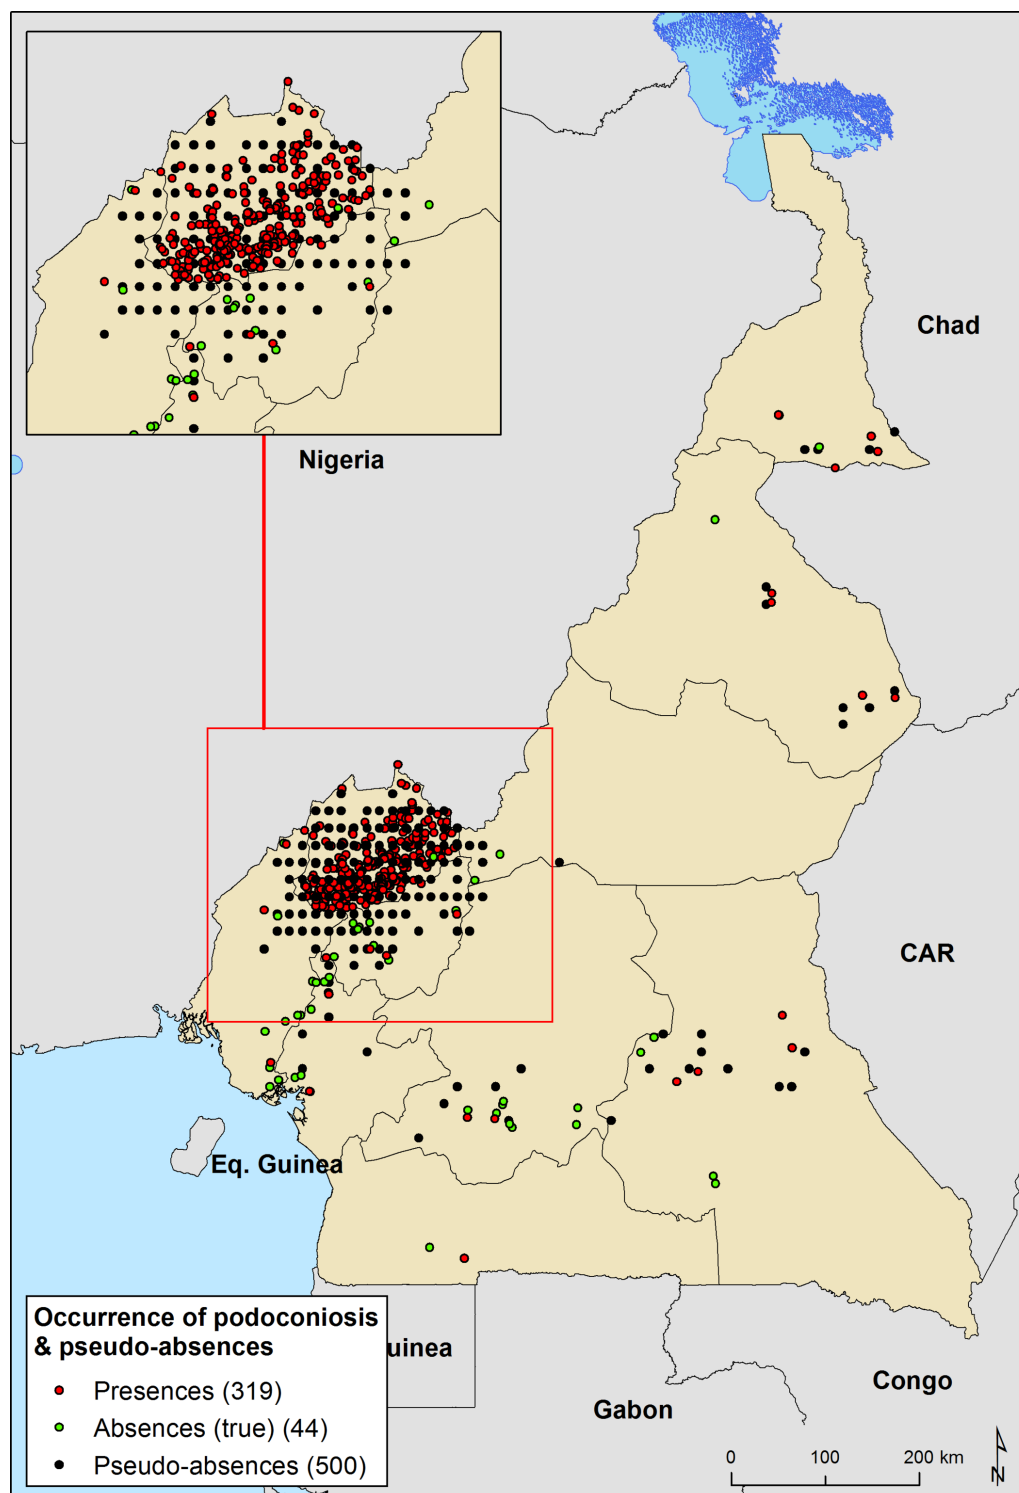 Chad
Nigeria
CAR
Eq. Guinea
uinea
Gabon
Congo
Occurrence of podoconiosis
& pseudo-absences
Presences (319)
Absences (true) (44)
Pseudo-absences (500)
0 100 200 km
N